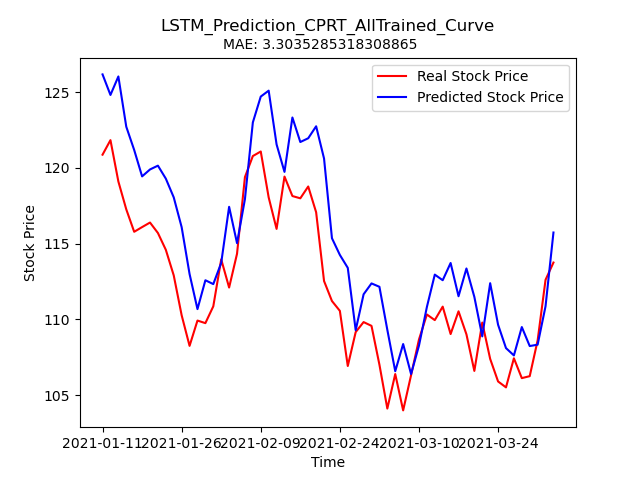 LSTM_Prediction_CPRT_AllTrained_Curve
MAE: 3.3035285318308865
Real Stock Price
Predicted Stock Price
125
120
115
110
105
Stock Price
2021-01-11 2021-01-26 2021-02-09 2021-02-24 2021-03-10 2021-03-24
Time